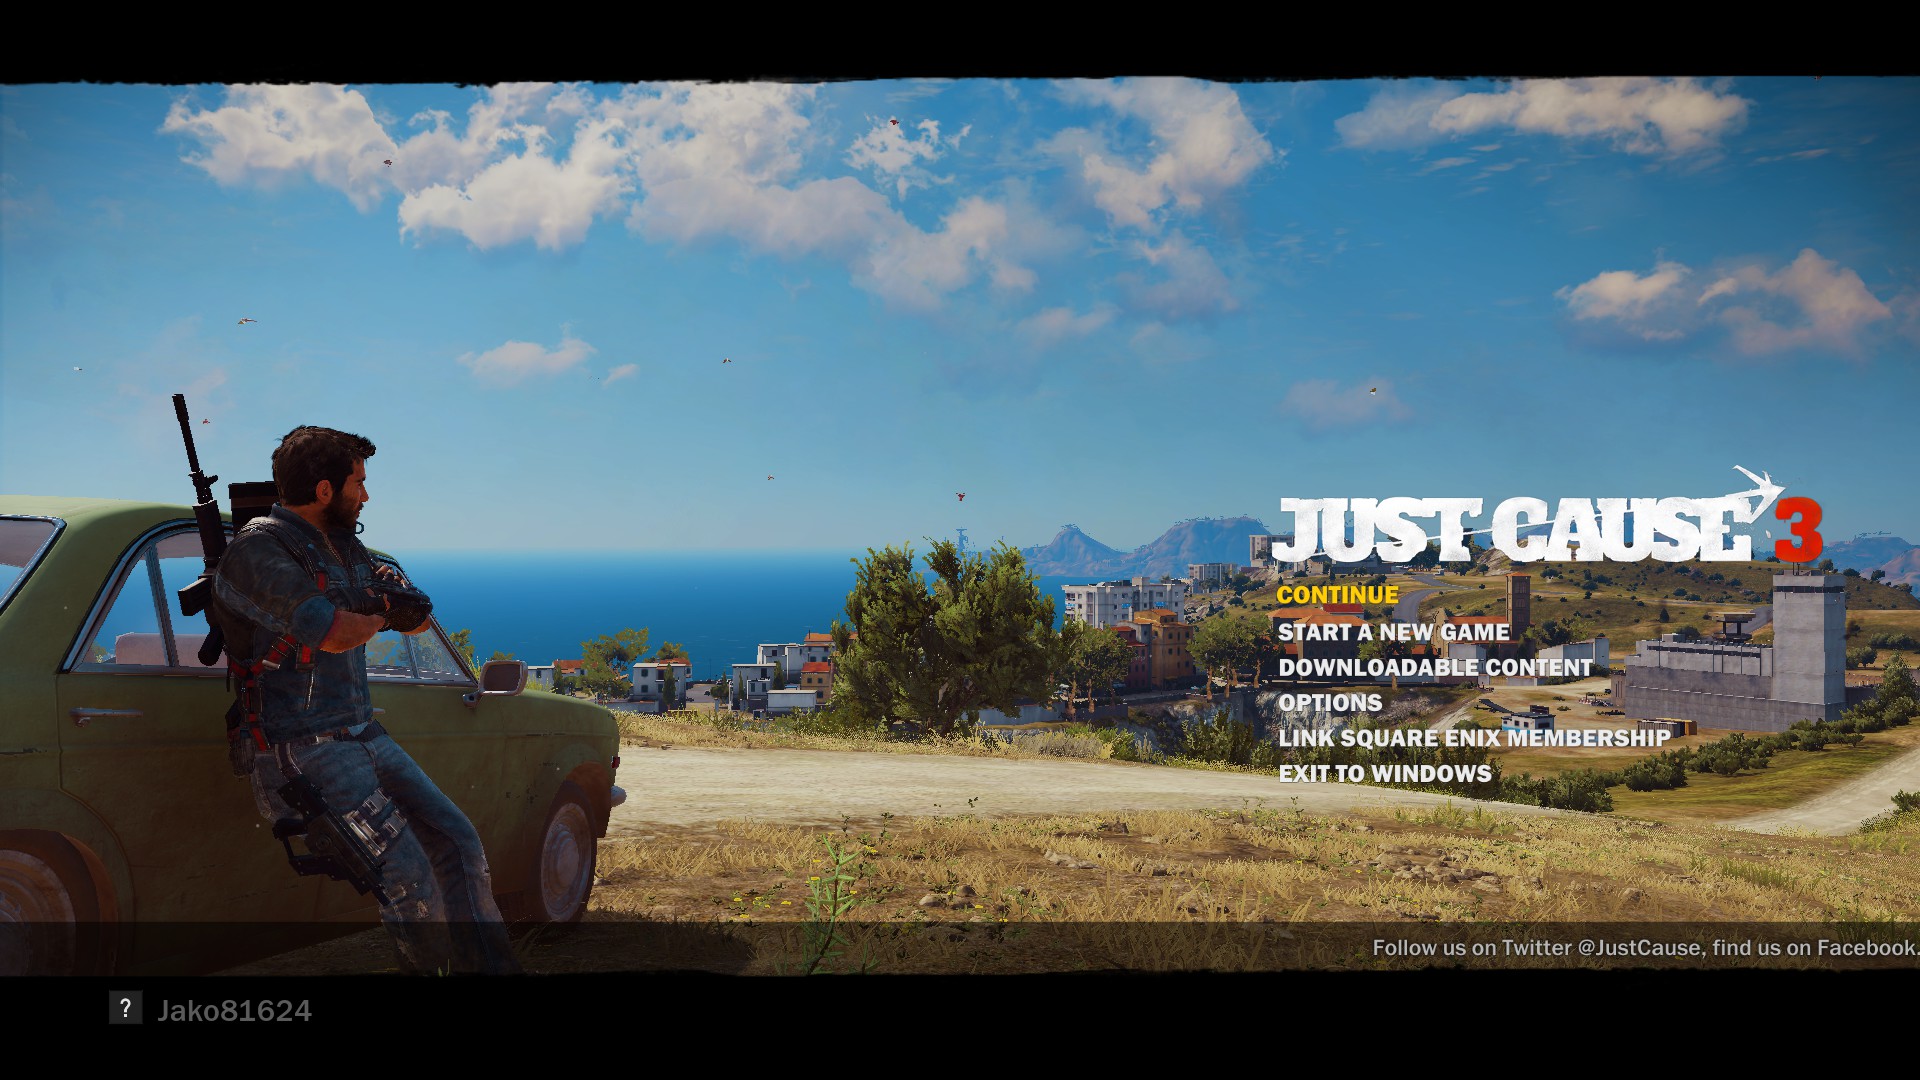 JUST CAUSE 3
CONTINUE
START A NEW GAME
DOWNLOADABLE CONTENT
OPTIONS
LINK SQUARE ENIX MEMBERSHIP
EXIT TO WINDOWS
Follow us on Twitter @JustCause, find us on Facebook.
? Jako81624